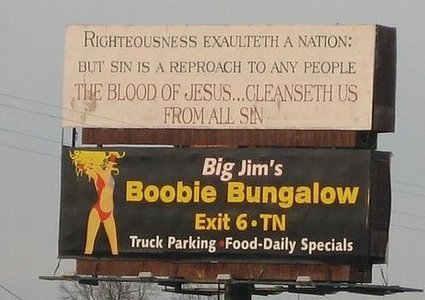 RIGHTEOUSNESS EXAULTETH A NATION:
BUT SIN IS A REPROACH TO ANY PEOPLE
THE BLOOD OF JESUS...CLEANSETH US
FROM ALL SIN
Big Jim's
Boobie Bungalow
Exit 6 • TN
Truck Parking • Food-Daily Specials